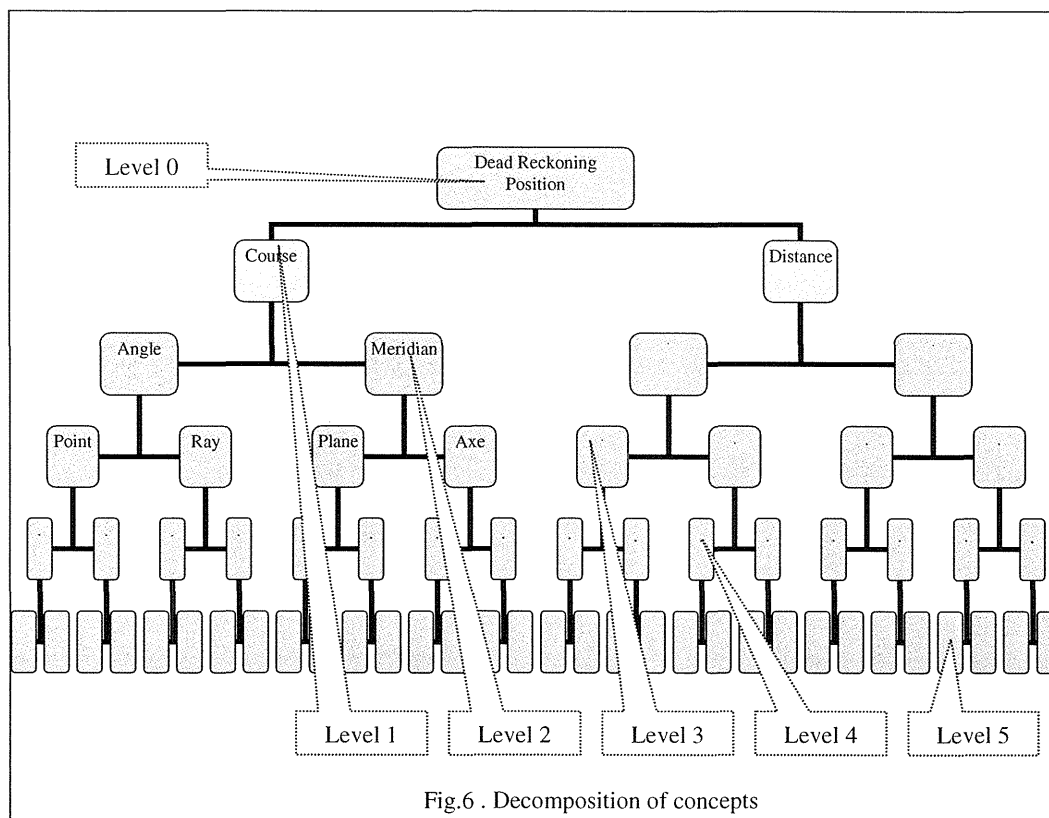 Dead Reckoning
Position
Level 0
Course
Distance
Angle
Meridian
Point
Ray
Plane
Axe
Level 1
Level 2
Level 3
Level 4
Level 5
Fig.6 . Decomposition of concepts